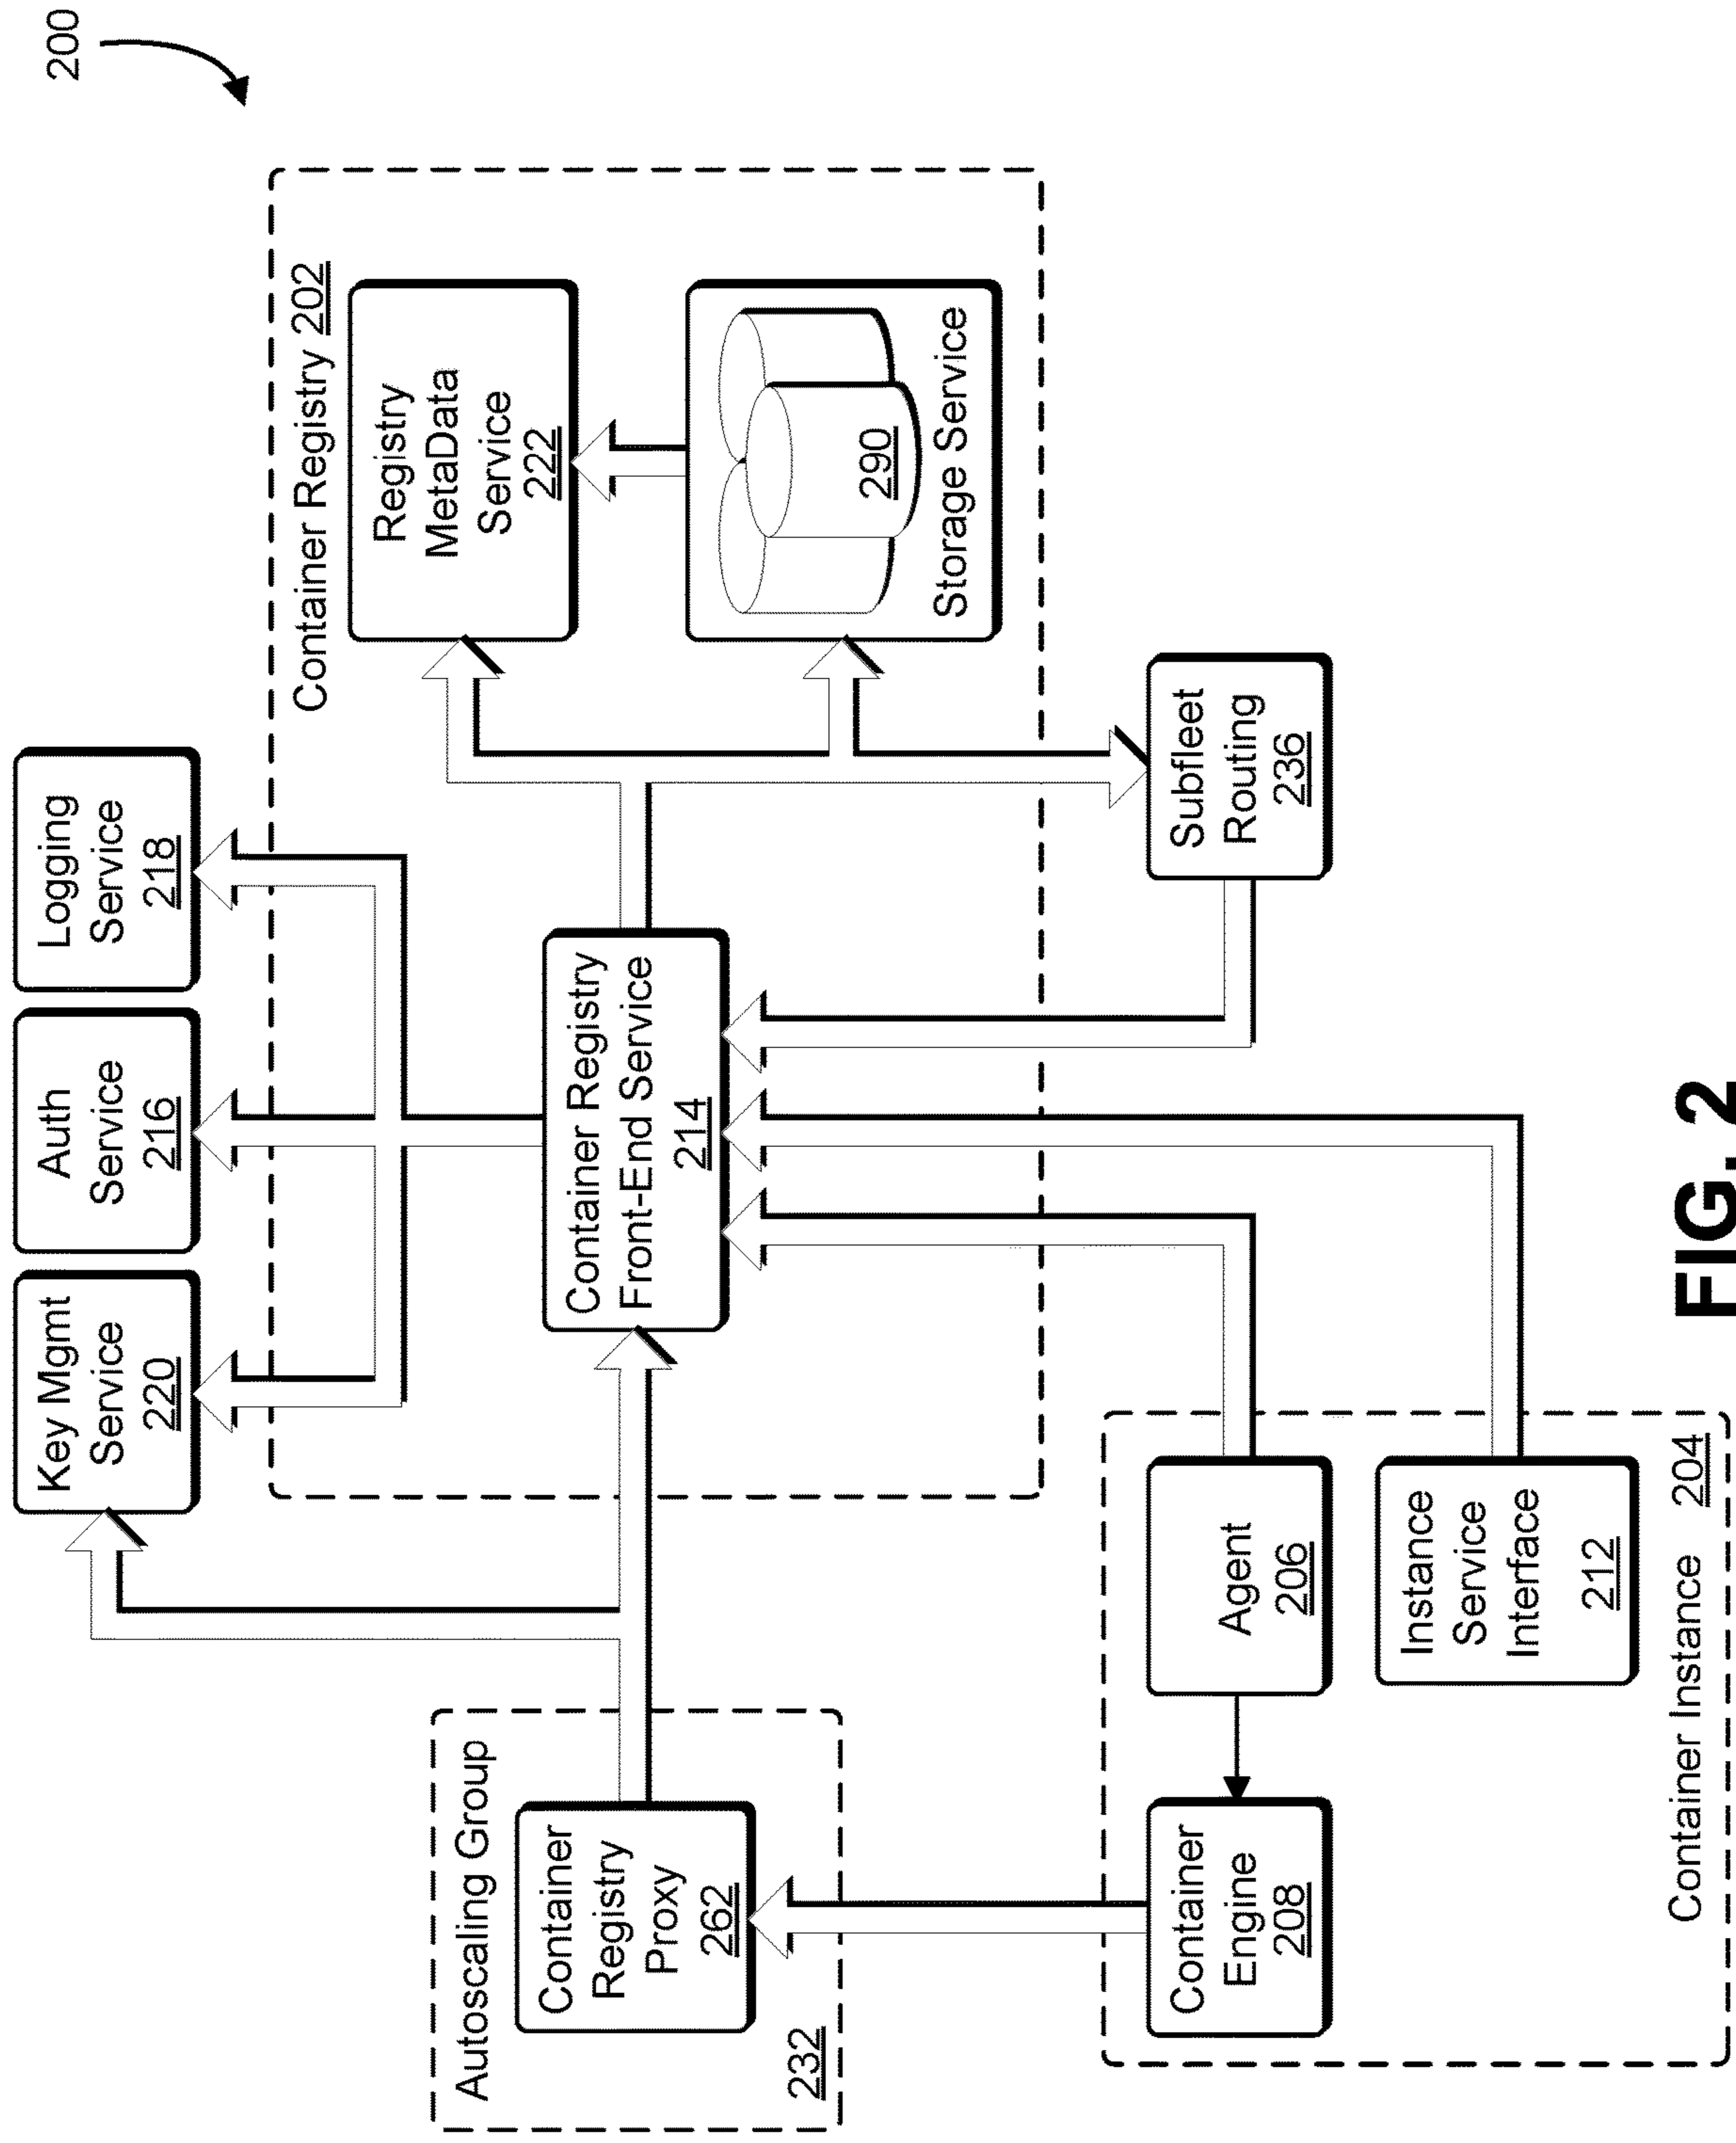 200
Key Mgmt
Service
220
Auth
Service
216
Logging
Service
218
Container Registry 202
Autoscaling Group
Container
Registry
Proxy
262
232
Container Registry
Front-End Service
214
Registry
MetaData
Service
222
290
Storage Service
Container
Engine
208
Agent
206
Subfleet
Routing
236
Instance
Service
Interface
212
Container Instance 204
FIG. 2